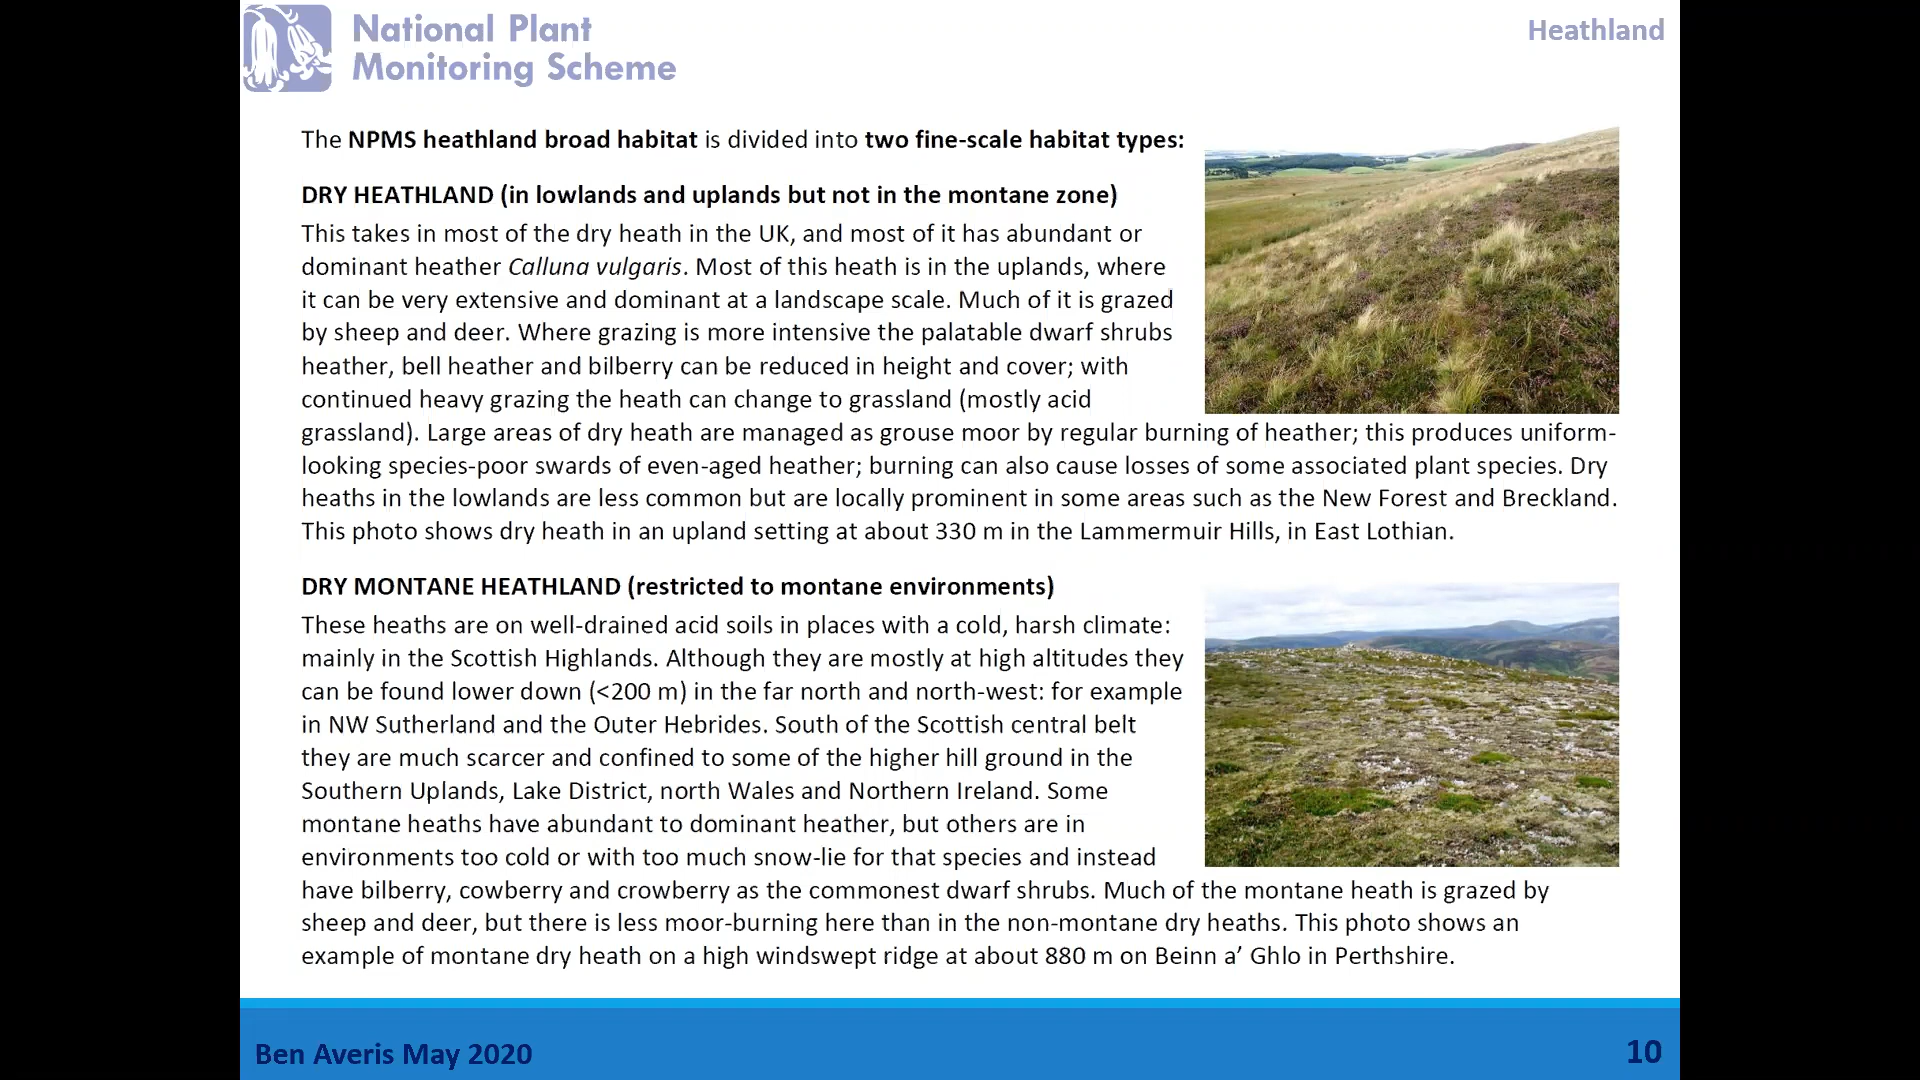 National Plant
Monitoring Scheme
Heathland
The NPMS heathland broad habitat is divided into two fine-scale habitat types:
DRY HEATHLAND (in lowlands and uplands but not in the montane zone)
This takes in most of the dry heath in the UK, and most of it has abundant or
dominant heather Calluna vulgaris. Most of this heath is in the uplands, where
it can be very extensive and dominant at a landscape scale. Much of it is grazed
by sheep and deer. Where grazing is more intensive the palatable dwarf shrubs
heather, bell heather and bilberry can be reduced in height and cover; with
continued heavy grazing the heath can change to grassland (mostly acid
grassland). Large areas of dry heath are managed as grouse moor by regular burning of heather; this produces uniform-
looking species-poor swards of even-aged heather; burning can also cause losses of some associated plant species. Dry
heaths in the lowlands are less common but are locally prominent in some areas such as the New Forest and Breckland.
This photo shows dry heath in an upland setting at about 330 m in the Lammermuir Hills, in East Lothian.
DRY MONTANE HEATHLAND (restricted to montane environments)
These heaths are on well-drained acid soils in places with a cold, harsh climate:
mainly in the Scottish Highlands. Although they are mostly at high altitudes they
can be found lower down (<200 m) in the far north and north-west: for example
in NW Sutherland and the Outer Hebrides. South of the Scottish central belt
they are much scarcer and confined to some of the higher hill ground in the
Southern Uplands, Lake District, north Wales and Northern Ireland. Some
montane heaths have abundant to dominant heather, but others are in
environments too cold or with too much snow-lie for that species and instead
have bilberry, cowberry and crowberry as the commonest dwarf shrubs. Much of the montane heath is grazed by
sheep and deer, but there is less moor-burning here than in the non-montane dry heaths. This photo shows an
example of montane dry heath on a high windswept ridge at about 880 m on Beinn a’ Ghlo in Perthshire.
Ben Averis May 2020
10